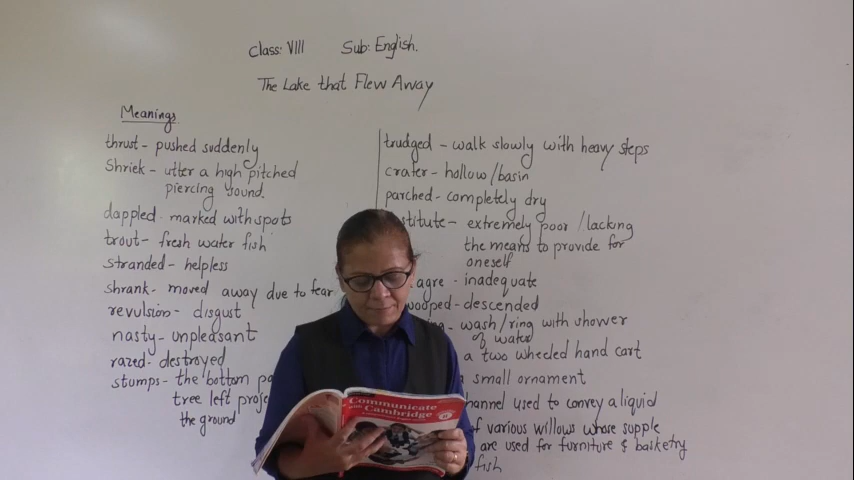 Class: VIII Sub: English.
The Lake that Flew Away
Meanings
thrust - pushed suddenly
Shriek - utter a high pitched
piercing sound.
dappled - marked with spots
trout - fresh water fish
stranded - helpless
shrank - moved away due to fear
revulsion - disgust
nasty - unpleasant
razed - destroyed
stumps - the bottom
tree left
the ground
trudged - walk slowly with heavy steps
crater - hollow/basin
parched - completely dry
stitute - extremely poor/lacking
the means to provide for
oneself
agre - inadequate
ooped - descended
- wash/ring with shower
of water
a two wheeled hand cart
small ornament
hannel used to convey a liquid
f various willows whose supple
are used for furniture & basketry
fish
Communicate
with Cambridge